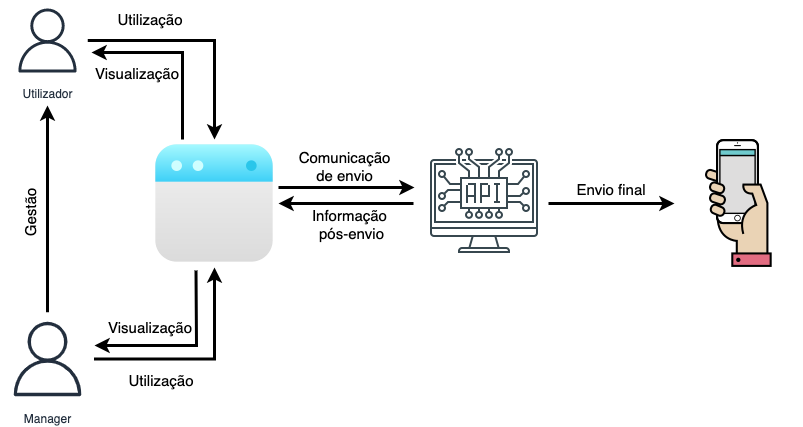 Utilização
Visualização
Utilizador
Gestão
Comunicação
de envio
Informação
pós-envio
API
Envio final
Visualização
Utilização
Manager